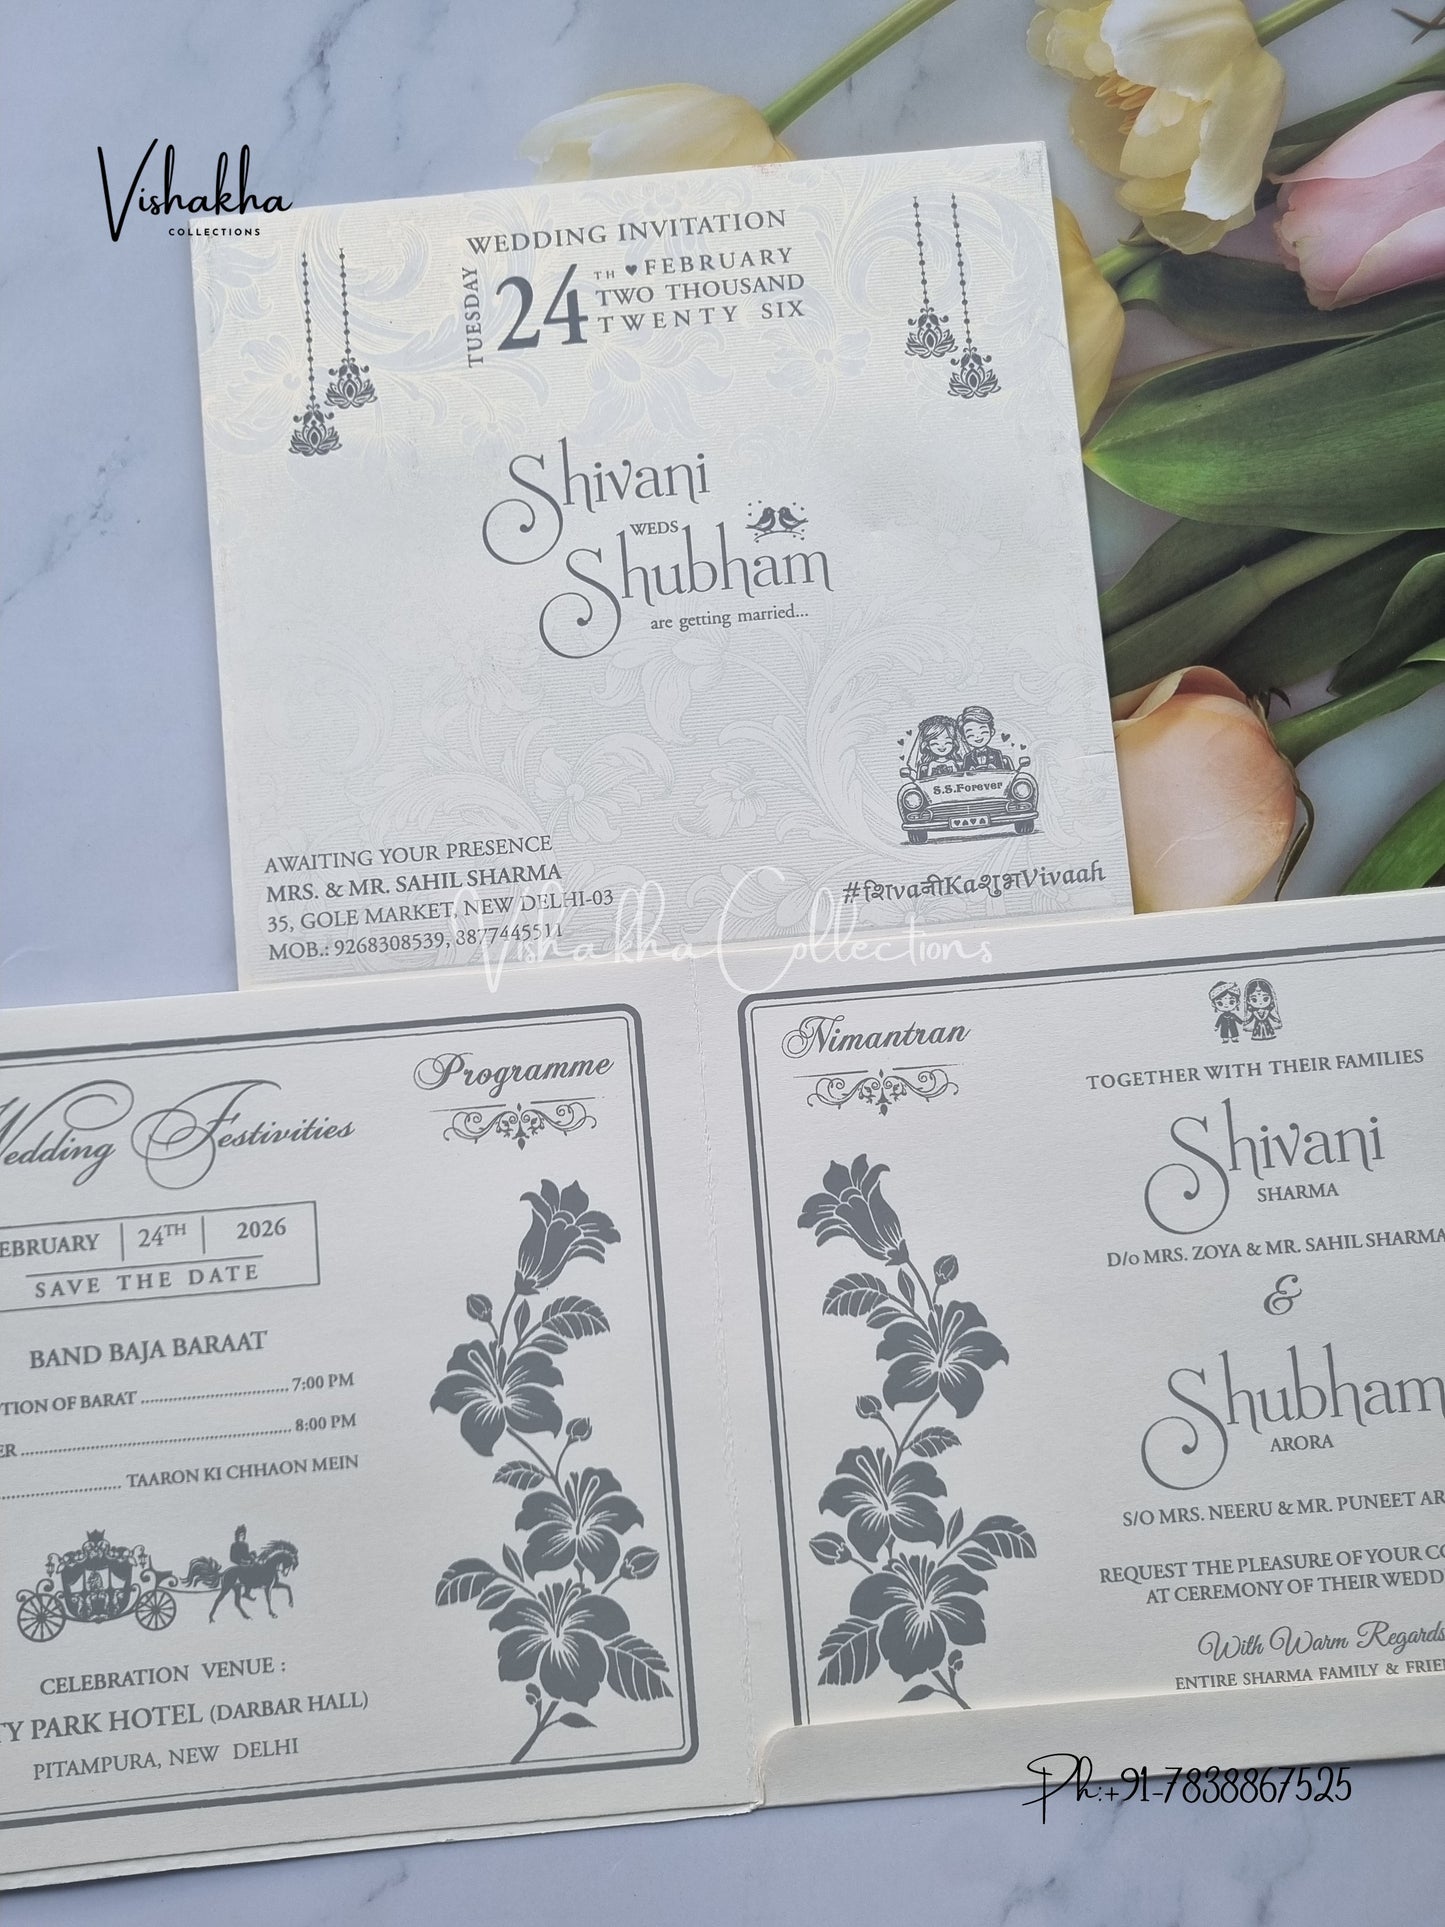 Vishakha
COLLECTIONS
WEDDING INVITATION
TUESDAY
24TH ♥ FEBRUARY
TWO THOUSAND
TWENTY SIX
Shivani
WEDS
Shubham
are getting married...
S.S.Forever
AWAITING YOUR PRESENCE
MRS. & MR. SAHIL SHARMA
35, GOLE MARKET, NEW DELHI-03
MOB.: 9268308539, 8877445511
#शिvaनीKaशुभVivaah
Vishakha Collections
Programme
Wedding Festivities
EBRUARY | 24TH | 2026
SAVE THE DATE
BAND BAJA BARAAT
TION OF BARAT ........ 7:00 PM
ER ........ 8:00 PM
........ TAARON KI CHHAON MEIN
CELEBRATION VENUE :
TY PARK HOTEL (DARBAR HALL)
PITAMPURA, NEW DELHI
Nimantran
TOGETHER WITH THEIR FAMILIES
Shivani
SHARMA
D/o MRS. ZOYA & MR. SAHIL SHARMA
&
Shubham
ARORA
S/O MRS. NEERU & MR. PUNEET AR
REQUEST THE PLEASURE OF YOUR CO
AT CEREMONY OF THEIR WEDD
With Warm Regards
ENTIRE SHARMA FAMILY & FRIE
Ph:+91-7838867525